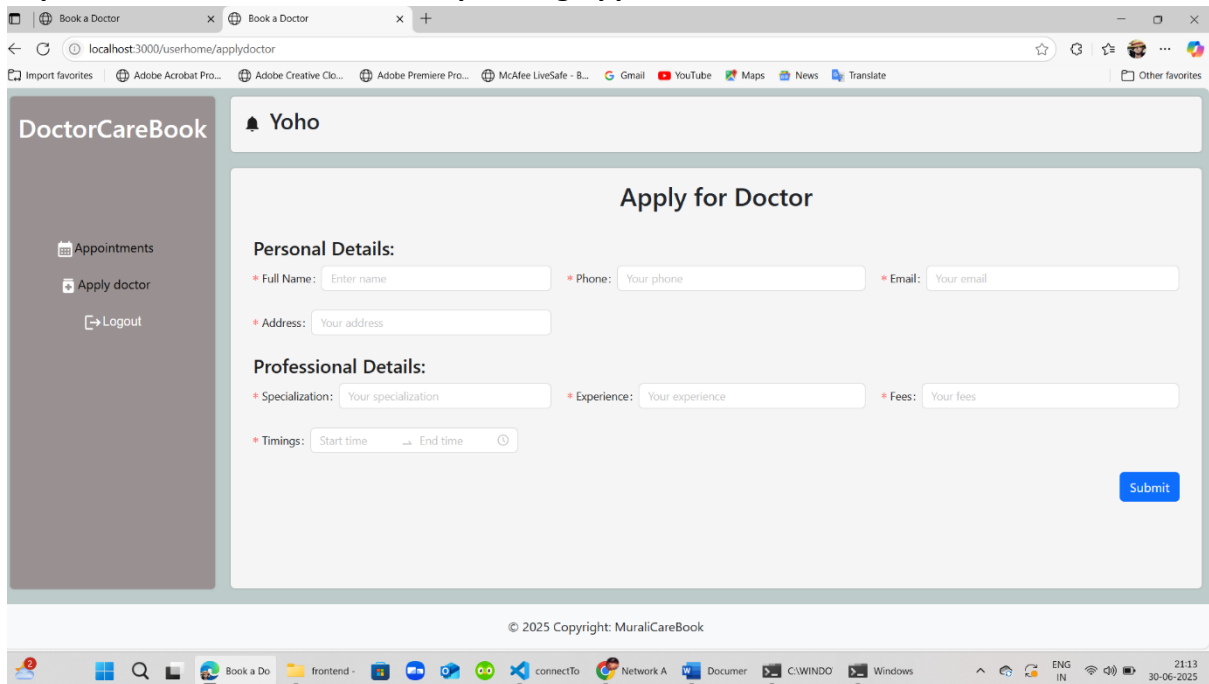 Book a Doctor
Book a Doctor
localhost:3000/userhome/applydoctor
Import favorites
Adobe Acrobat Pro...
Adobe Creative Clo...
Adobe Premiere Pro...
McAfee LiveSafe - B...
Gmail
YouTube
Maps
News
Translate
Other favorites
DoctorCareBook
Yoho
Apply for Doctor
Appointments
Apply doctor
Logout
Personal Details:
* Full Name: Enter name
* Phone: Your phone
* Email: Your email
* Address: Your address
Professional Details:
* Specialization: Your specialization
* Experience: Your experience
* Fees: Your fees
* Timings: Start time → End time
Submit
© 2025 Copyright: MuraliCareBook
2
Book a Do
frontend -
connectTo
Network A
Documer
C:\WINDO
Windows
ENG
IN
21:13
30-06-2025